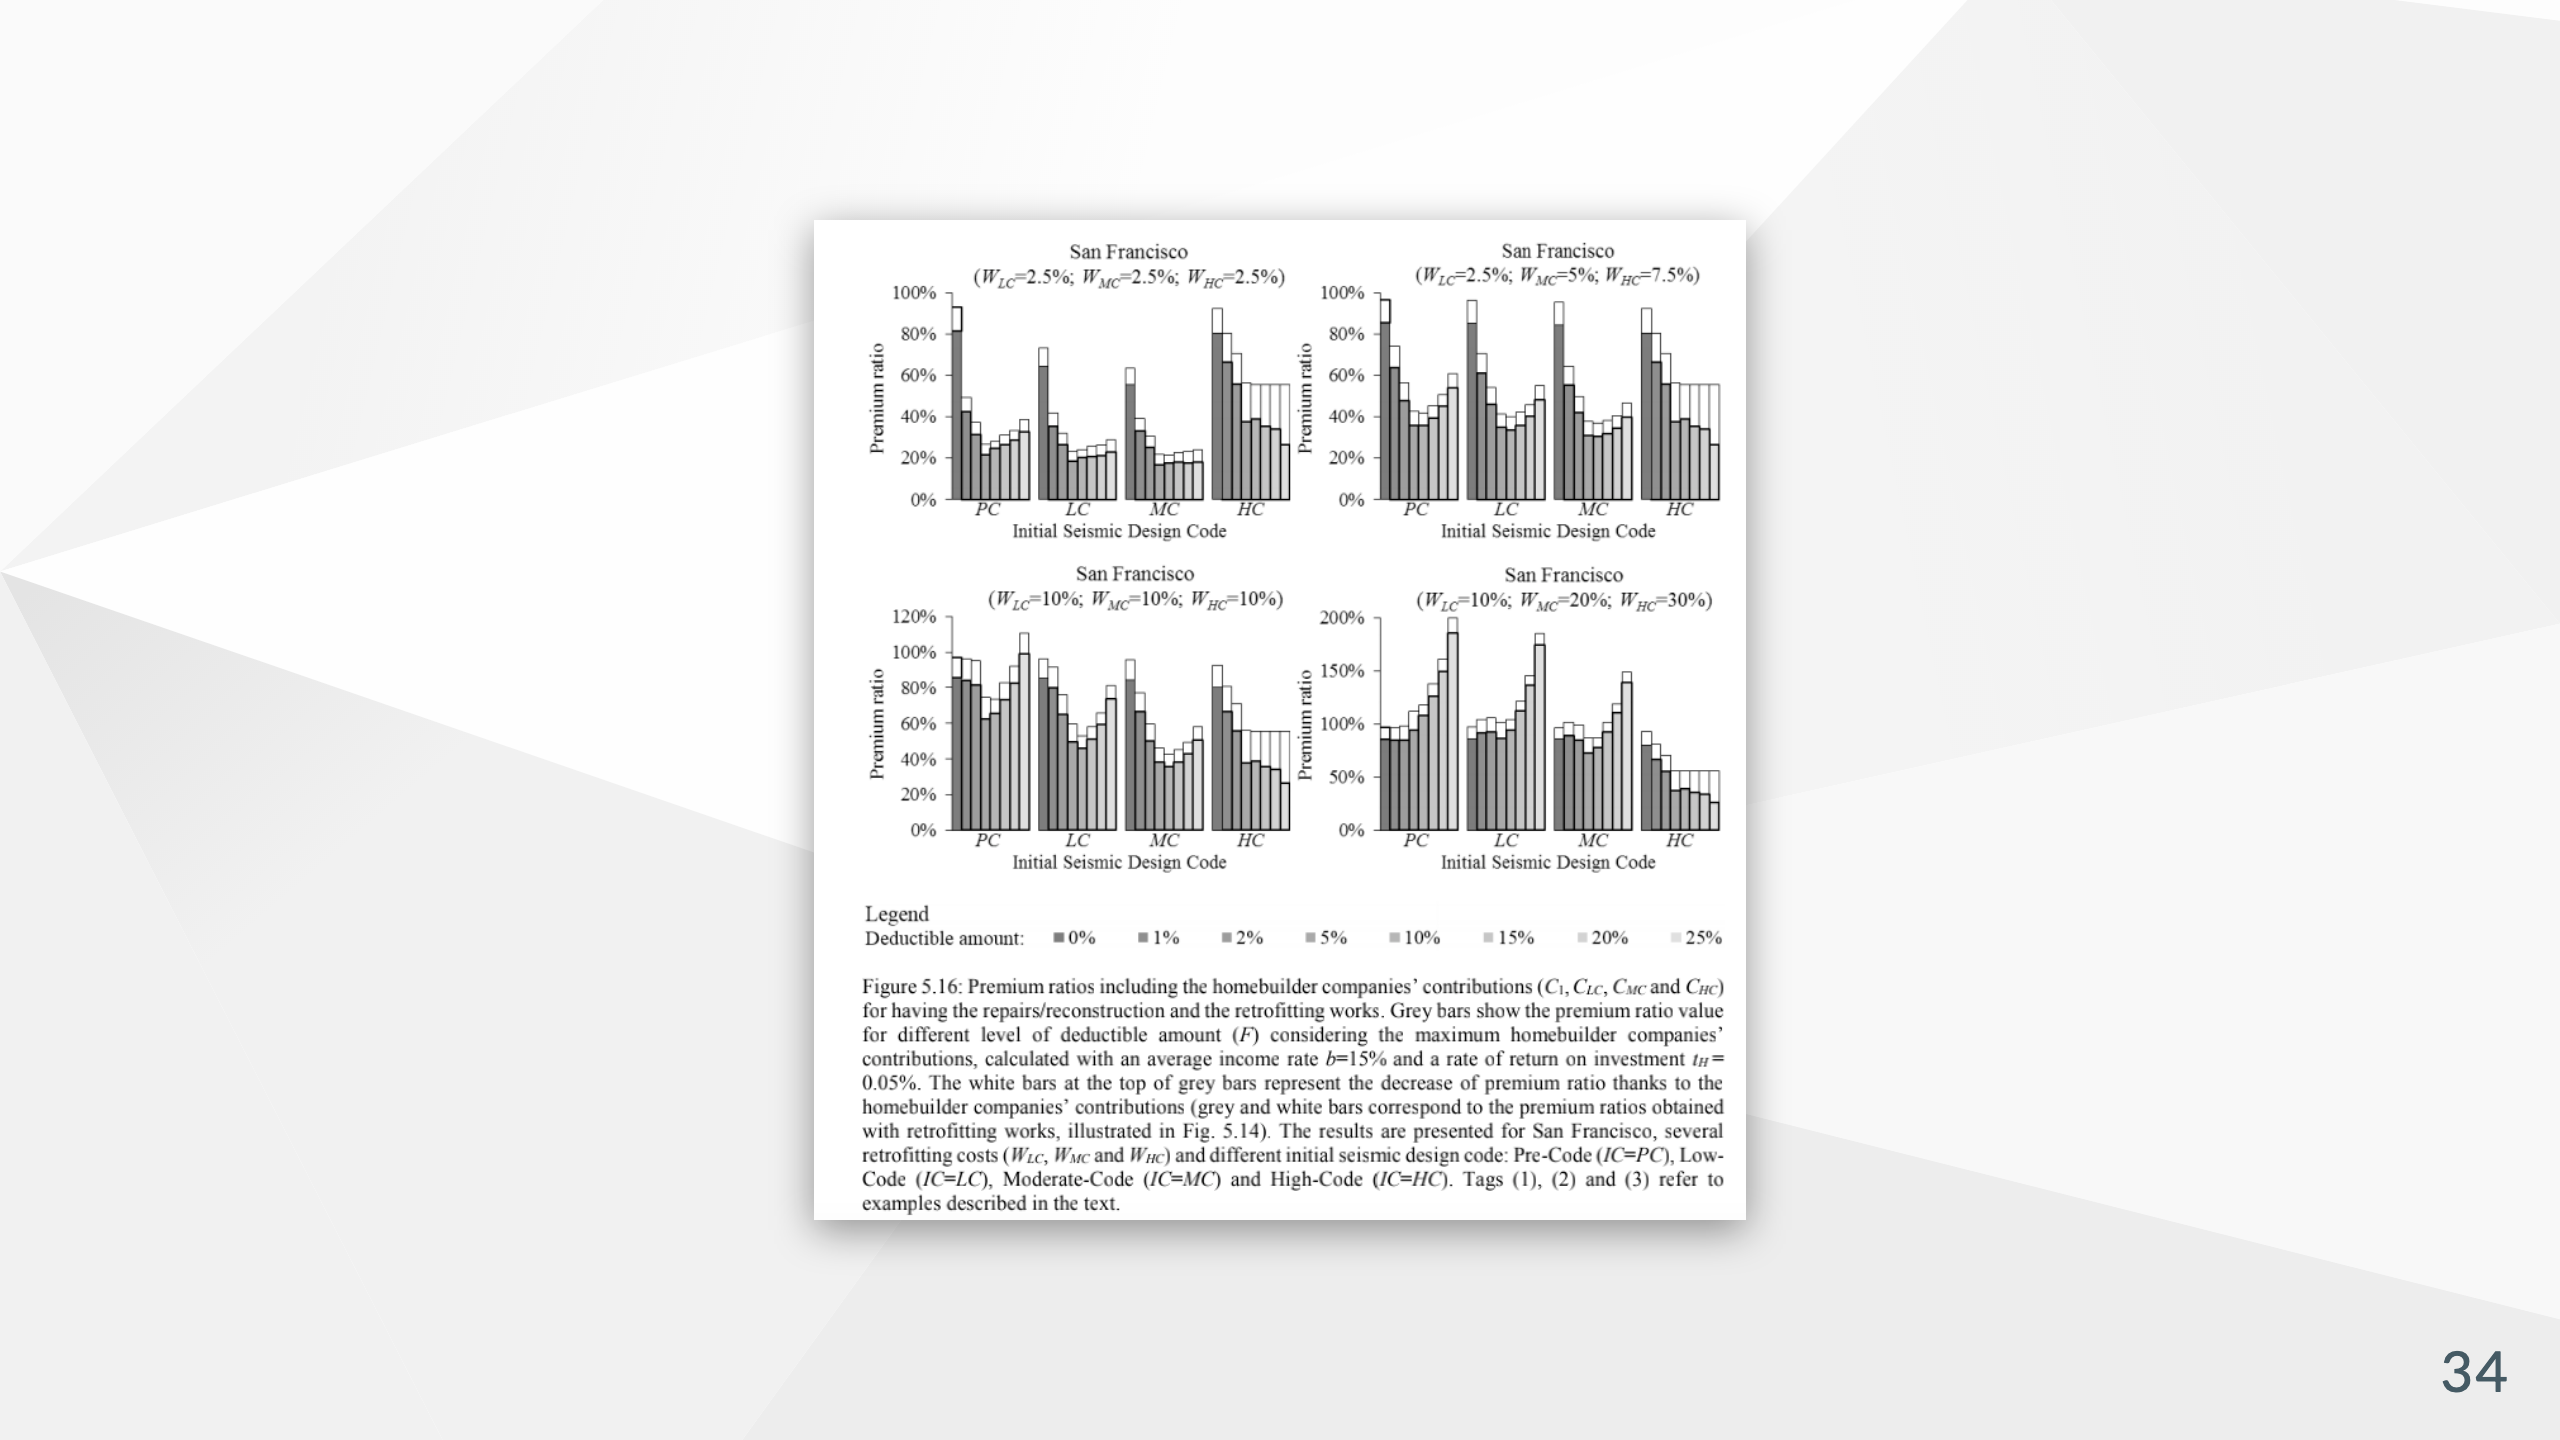 San Francisco
(WLC=2.5%; WMC=2.5%; WHC=2.5%)
100%
80%
60%
40%
20%
0%
Premium ratio
PC LC MC HC
Initial Seismic Design Code
San Francisco
(WLC=2.5%; WMC=5%; WHC=7.5%)
100%
80%
60%
40%
20%
0%
Premium ratio
PC LC MC HC
Initial Seismic Design Code
San Francisco
(WLC=10%; WMC=10%; WHC=10%)
120%
100%
80%
60%
40%
20%
0%
Premium ratio
PC LC MC HC
Initial Seismic Design Code
San Francisco
(WLC=10%; WMC=20%; WHC=30%)
200%
150%
100%
50%
0%
Premium ratio
PC LC MC HC
Initial Seismic Design Code
Legend
Deductible amount: 0% 1% 2% 5% 10% 15% 20% 25%
Figure 5.16: Premium ratios including the homebuilder companies’ contributions (C1, CLC, CMC and CHC)
for having the repairs/reconstruction and the retrofitting works. Grey bars show the premium ratio value
for different level of deductible amount (F) considering the maximum homebuilder companies’
contributions, calculated with an average income rate b=15% and a rate of return on investment tH =
0.05%. The white bars at the top of grey bars represent the decrease of premium ratio thanks to the
homebuilder companies’ contributions (grey and white bars correspond to the premium ratios obtained
with retrofitting works, illustrated in Fig. 5.14). The results are presented for San Francisco, several
retrofitting costs (WLC, WMC and WHC) and different initial seismic design code: Pre-Code (IC=PC), Low-
Code (IC=LC), Moderate-Code (IC=MC) and High-Code (IC=HC). Tags (1), (2) and (3) refer to
examples described in the text.
34